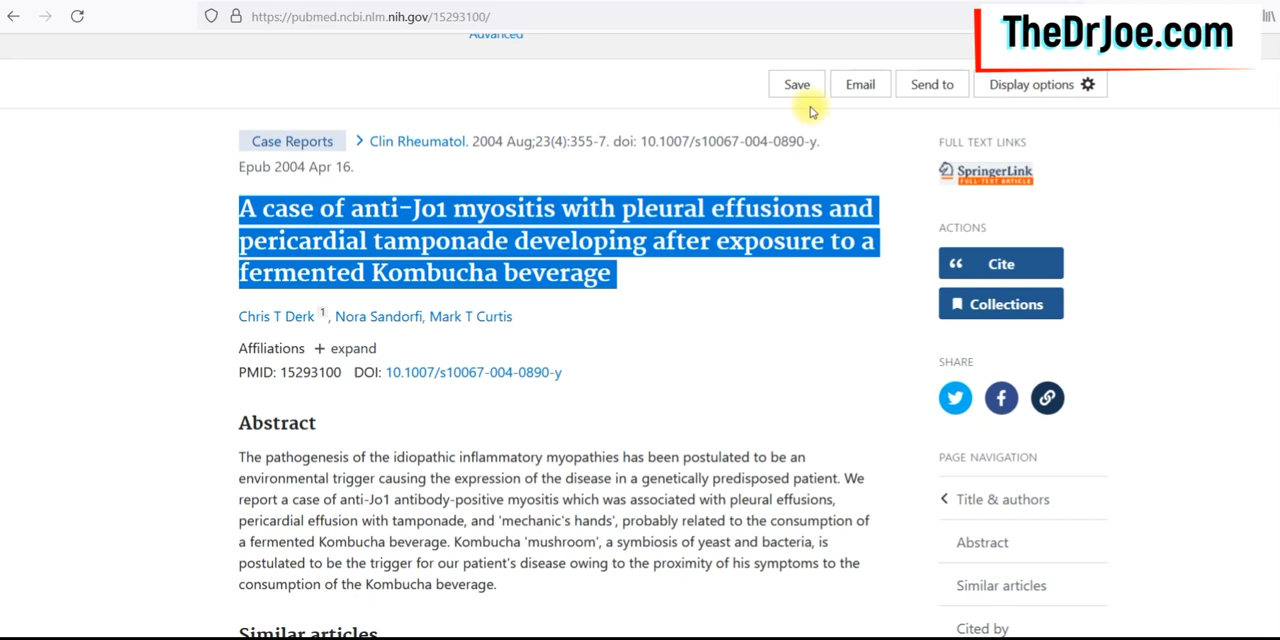 https://pubmed.ncbi.nlm.nih.gov/15293100/
TheDrJoe.com
Advanced
Save
Email
Send to
Display options
Case Reports
Clin Rheumatol. 2004 Aug;23(4):355-7. doi: 10.1007/s10067-004-0890-y.
Epub 2004 Apr 16.
A case of anti-Jo1 myositis with pleural effusions and
pericardial tamponade developing after exposure to a
fermented Kombucha beverage
Chris T Derk 1, Nora Sandorfi, Mark T Curtis
Affiliations + expand
PMID: 15293100 DOI: 10.1007/s10067-004-0890-y
Abstract
The pathogenesis of the idiopathic inflammatory myopathies has been postulated to be an
environmental trigger causing the expression of the disease in a genetically predisposed patient. We
report a case of anti-Jo1 antibody-positive myositis which was associated with pleural effusions,
pericardial effusion with tamponade, and 'mechanic's hands', probably related to the consumption of
a fermented Kombucha beverage. Kombucha 'mushroom', a symbiosis of yeast and bacteria, is
postulated to be the trigger for our patient's disease owing to the proximity of his symptoms to the
consumption of the Kombucha beverage.
Similar articles
FULL TEXT LINKS
SpringerLink
FULL-TEXT ARTICLE
ACTIONS
Cite
Collections
SHARE
PAGE NAVIGATION
Title & authors
Abstract
Similar articles
Cited by